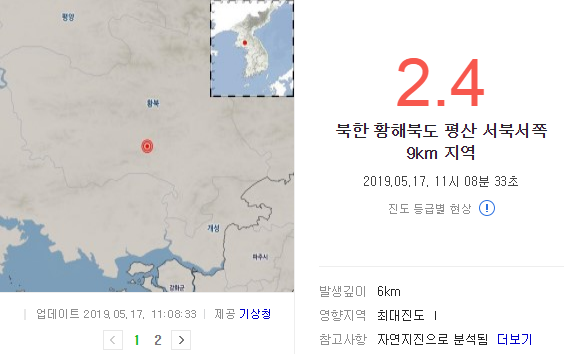 평양
황북
개성
파주시
강화군
업데이트 2019.05.17. 11:08:33 | 제공 기상청
1 2
2.4
북한 황해북도 평산 서북서쪽
9km 지역
2019.05.17. 11시 08분 33초
진도 등급별 현상 !
발생깊이 6km
영향지역 최대진도 I
참고사항 자연지진으로 분석됨 더보기